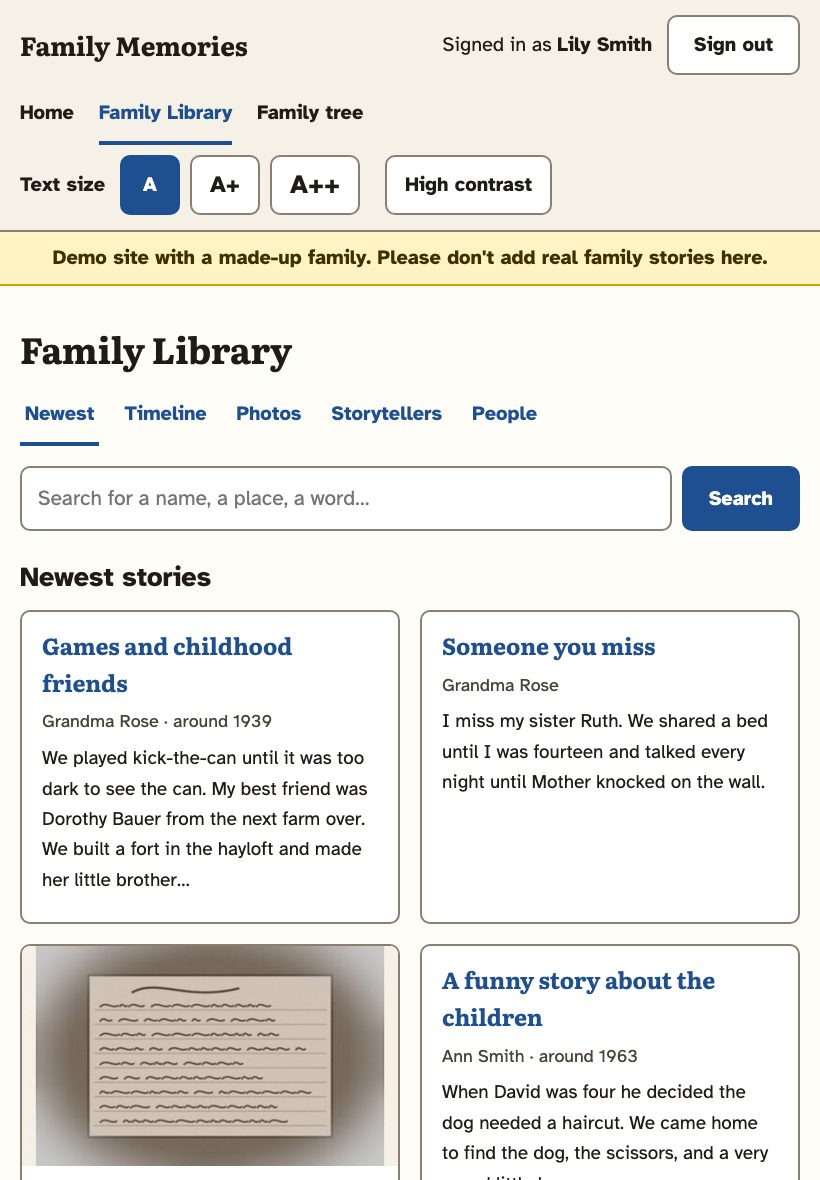 Family Memories
Signed in as Lily Smith
Sign out
Home
Family Library
Family tree
Text size
A
A+
A++
High contrast
Demo site with a made-up family. Please don't add real family stories here.
Family Library
Newest
Timeline
Photos
Storytellers
People
Search for a name, a place, a word...
Search
Newest stories
Games and childhood
friends
Grandma Rose · around 1939
We played kick-the-can until it was too
dark to see the can. My best friend was
Dorothy Bauer from the next farm over.
We built a fort in the hayloft and made
her little brother...
Someone you miss
Grandma Rose
I miss my sister Ruth. We shared a bed
until I was fourteen and talked every
night until Mother knocked on the wall.
A funny story about the
children
Ann Smith · around 1963
When David was four he decided the
dog needed a haircut. We came home
to find the dog, the scissors, and a very